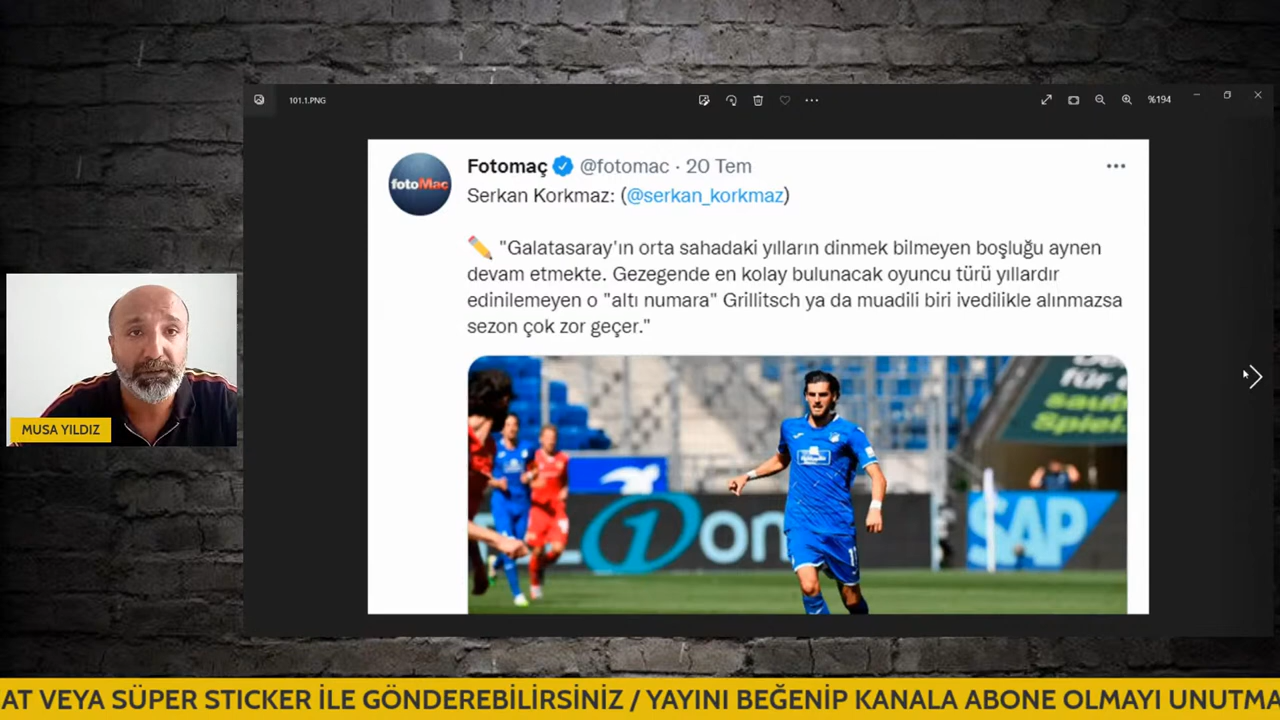 101.1.PNG
%194
fotoMac
Fotomaç @fotomac · 20 Tem
Serkan Korkmaz: (@serkan_korkmaz)
"Galatasaray'ın orta sahadaki yılların dinmek bilmeyen boşluğu aynen
devam etmekte. Gezegende en kolay bulunacak oyuncu türü yıllardır
edinilemeyen o "altı numara" Grillitsch ya da muadili biri ivedilikle alınmazsa
sezon çok zor geçer."
für
Spiel.
SAP
MUSA YILDIZ
AT VEYA SÜPER STICKER İLE GÖNDEREBİLİRSİNİZ / YAYINI BEĞENİP KANALA ABONE OLMAYI UNUTMA